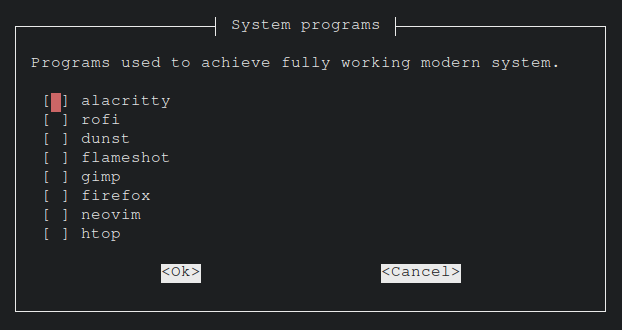 System programs
Programs used to achieve fully working modern system.
[ ] alacritty
[ ] rofi
[ ] dunst
[ ] flameshot
[ ] gimp
[ ] firefox
[ ] neovim
[ ] htop
<Ok> <Cancel>